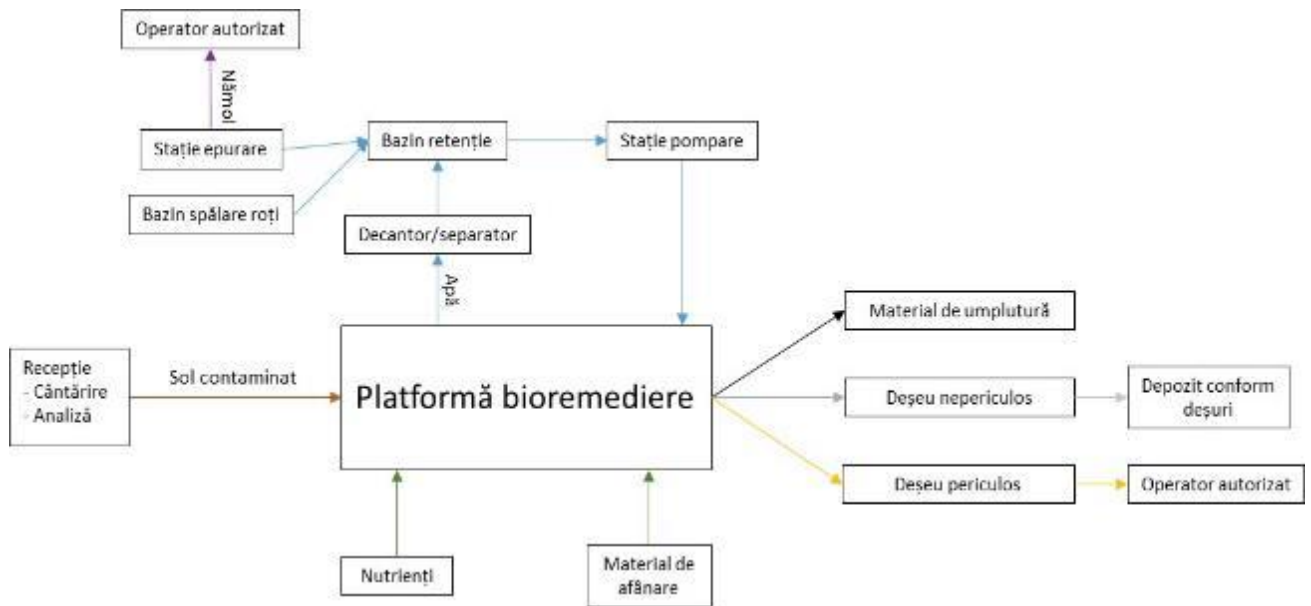 Operator autorizat
Nămol
Stație epurare
Bazin retenție
Stație pompare
Bazin spălare roți
Decantor/separator
Apă
Material de umplutură
Recepție
- Cântărire
- Analiză
Sol contaminat
Platformă bioremediere
Deșeu nepericulos
Depozit conform
deșuri
Deșeu periculos
Operator autorizat
Nutrienți
Material de
afânare